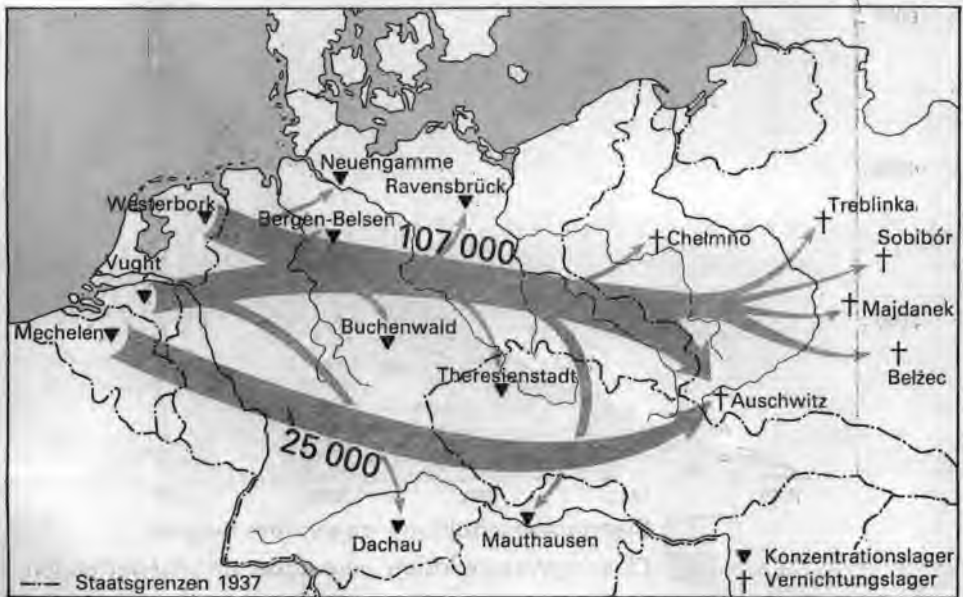 Neuengamme
Ravensbrück
Westerbork
Bergen-Belsen
107 000
Treblinka
Chelmno
Sobibór
Vught
Majdanek
Mechelen
Buchenwald
Belżec
Theresienstadt
Auschwitz
25 000
Dachau
Mauthausen
Konzentrationslager
Staatsgrenzen 1937
Vernichtungslager